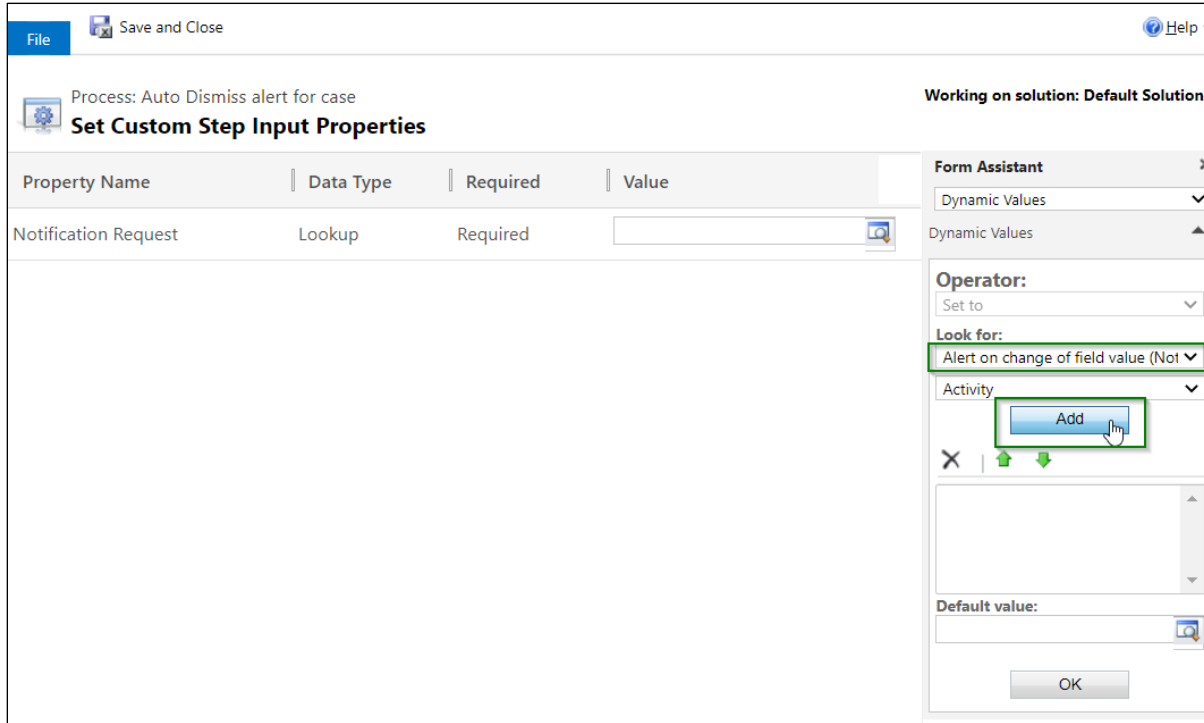 File
Save and Close
Help
Process: Auto Dismiss alert for case
Set Custom Step Input Properties
Working on solution: Default Solution
Property Name Data Type Required Value
Notification Request Lookup Required
Form Assistant
Dynamic Values
Dynamic Values
Operator:
Set to
Look for:
Alert on change of field value (Not
Activity
Add
Default value:
OK